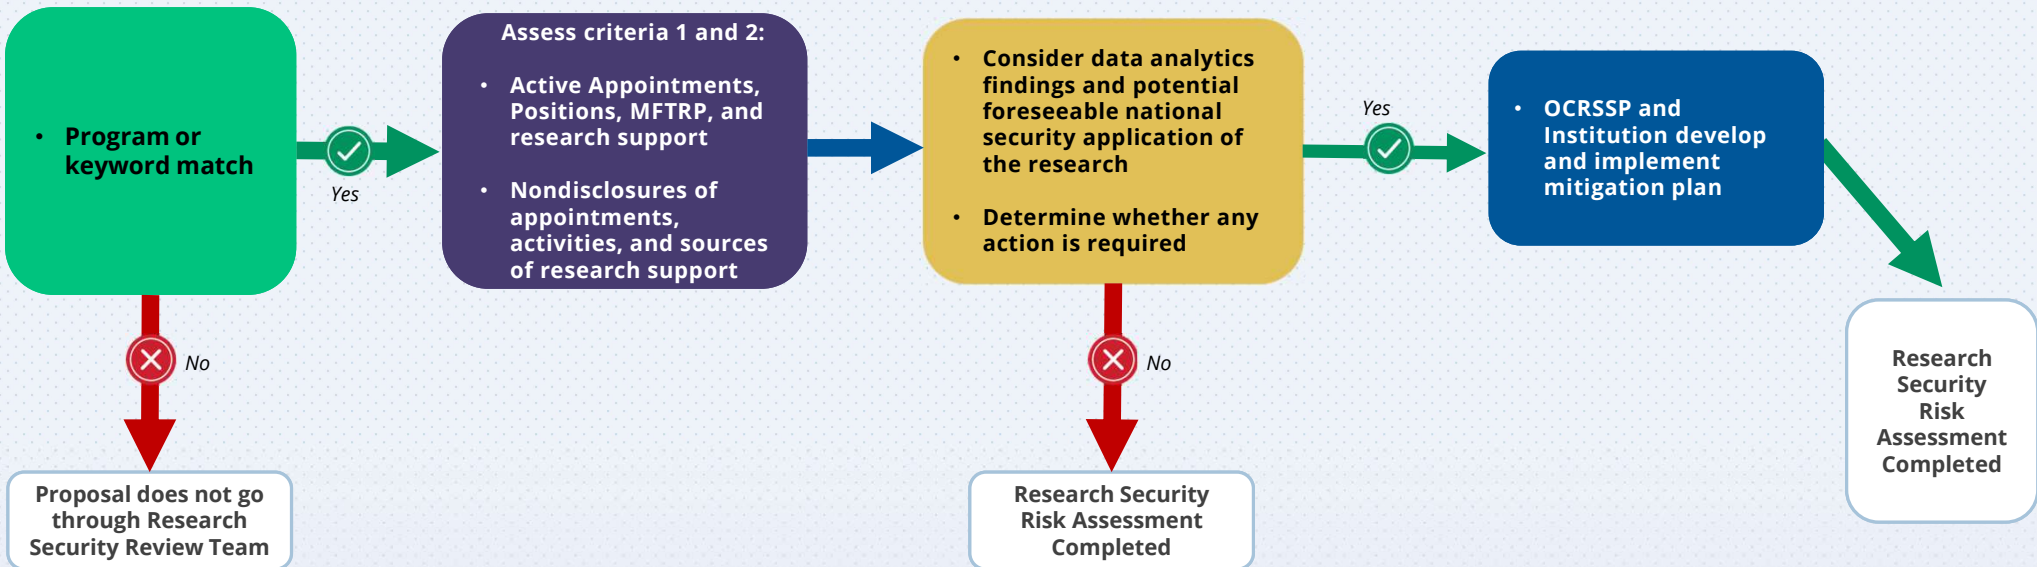 • Program or
keyword match
Yes
No
Proposal does not go
through Research
Security Review Team
Assess criteria 1 and 2:
• Active Appointments,
Positions, MFTRP, and
research support
• Nondisclosures of
appointments,
activities, and sources
of research support
• Consider data analytics
findings and potential
foreseeable national
security application of
the research
• Determine whether any
action is required
No
Research Security
Risk Assessment
Completed
Yes
• OCRSSP and
Institution develop
and implement
mitigation plan
Research
Security
Risk
Assessment
Completed